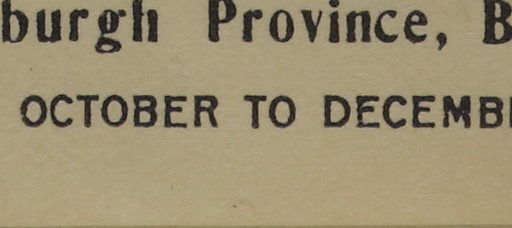 burgh Province, B
OCTOBER TO DECEMB